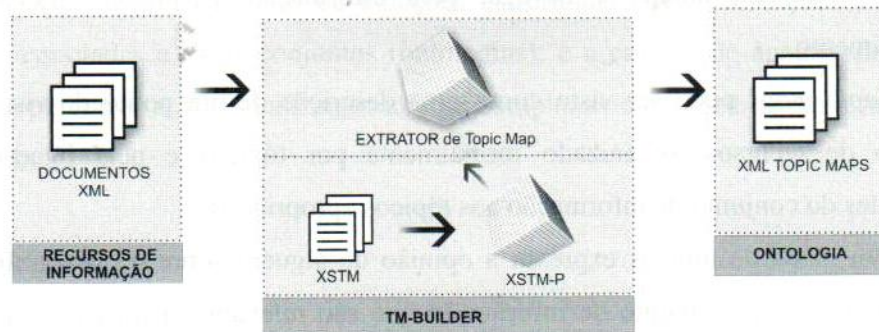 DOCUMENTOS
XML
RECURSOS DE
INFORMAÇÃO
EXTRATOR de Topic Map
XSTM
XSTM-P
TM-BUILDER
XML TOPIC MAPS
ONTOLOGIA